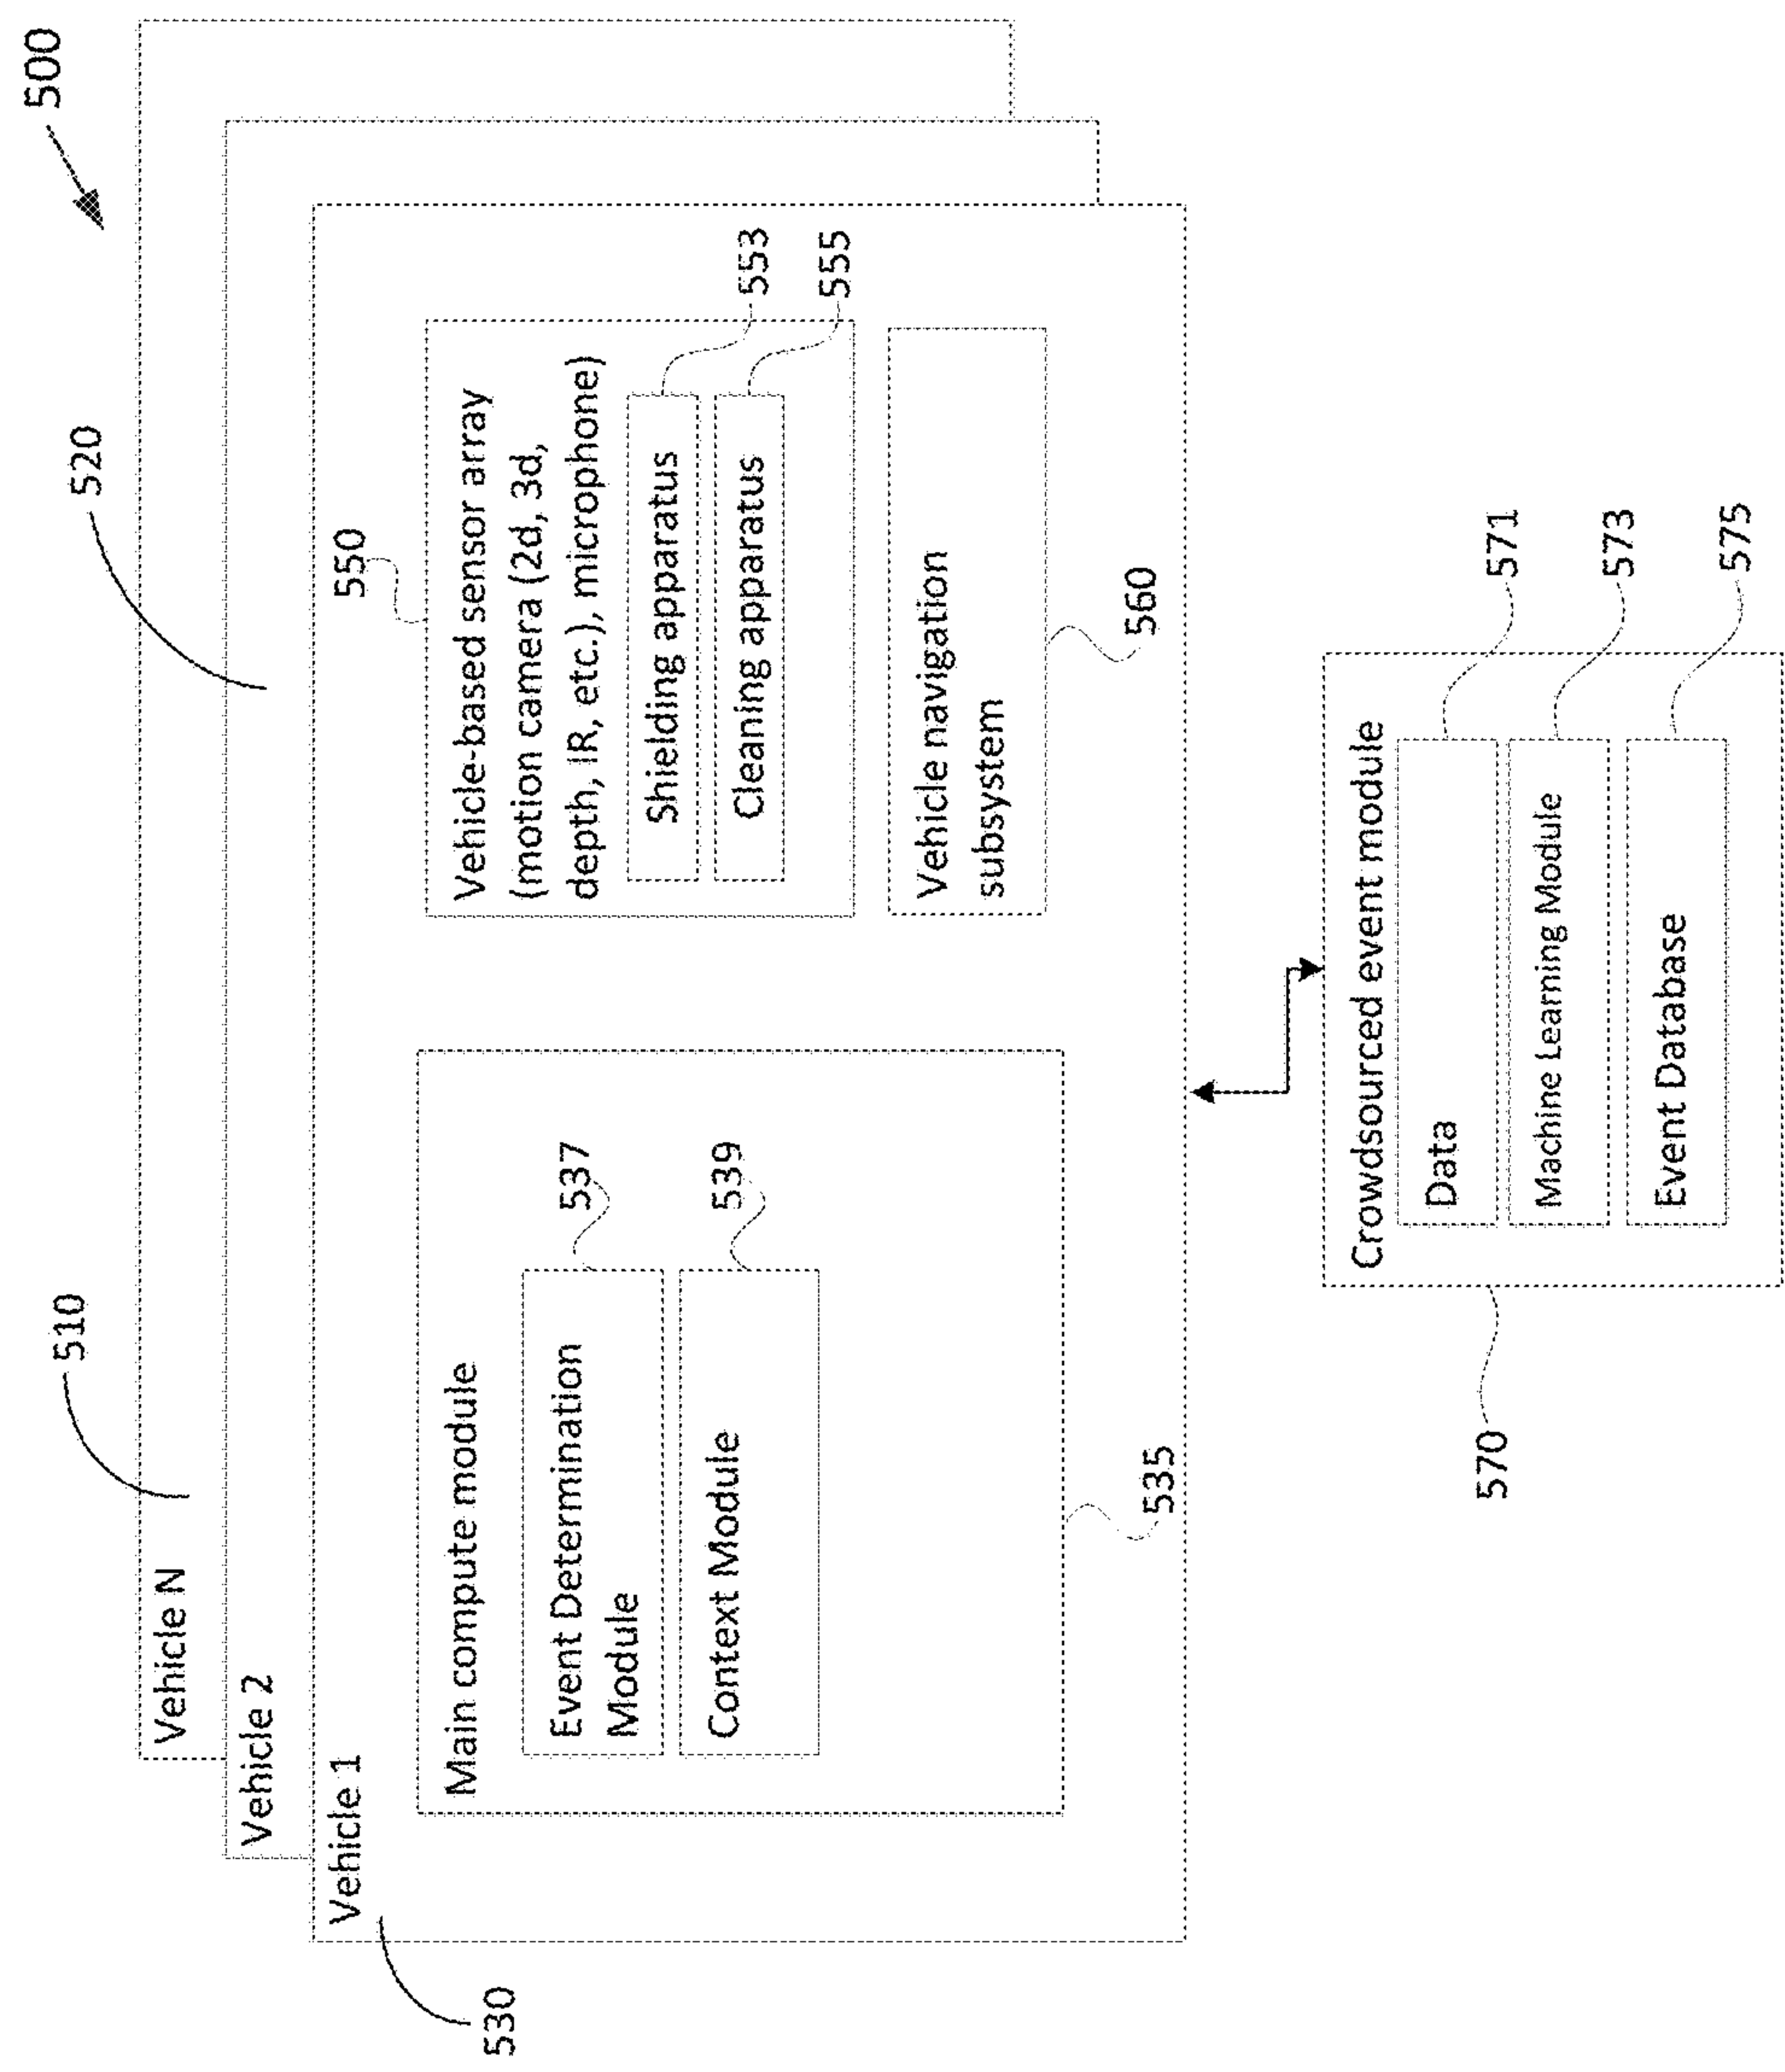 500
510
520
Vehicle N
Vehicle 2
530
Vehicle 1
Main compute module
537
Event Determination
Module
539
Context Module
535
550
Vehicle-based sensor array
(motion camera (2d, 3d,
depth, IR, etc.), microphone)
553
Shielding apparatus
555
Cleaning apparatus
Vehicle navigation
subsystem
560
570
Crowdsourced event module
571
Data
573
Machine Learning Module
575
Event Database